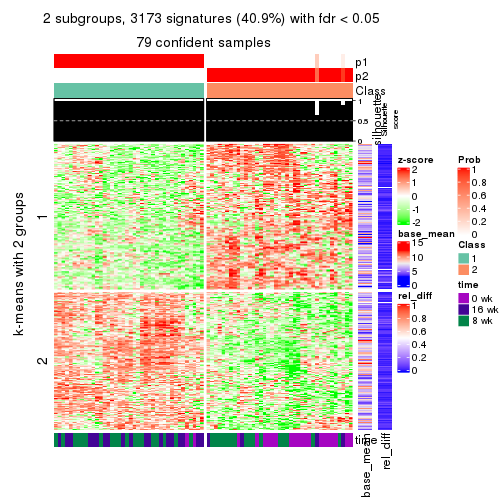 2 subgroups, 3173 signatures (40.9%) with fdr < 0.05
79 confident samples
p1
p2
Class
1
0.5
0
silhouette
Silhouette
score
k-means with 2 groups
1
2
time
base_mean
rel_diff
z-score
2
1
0
-1
-2
base_mean
15
10
5
0
rel_diff
1
0.8
0.6
0.4
0.2
0
Prob
1
0.8
0.6
0.4
0.2
0
Class
1
2
time
0 wk
16 wk
8 wk